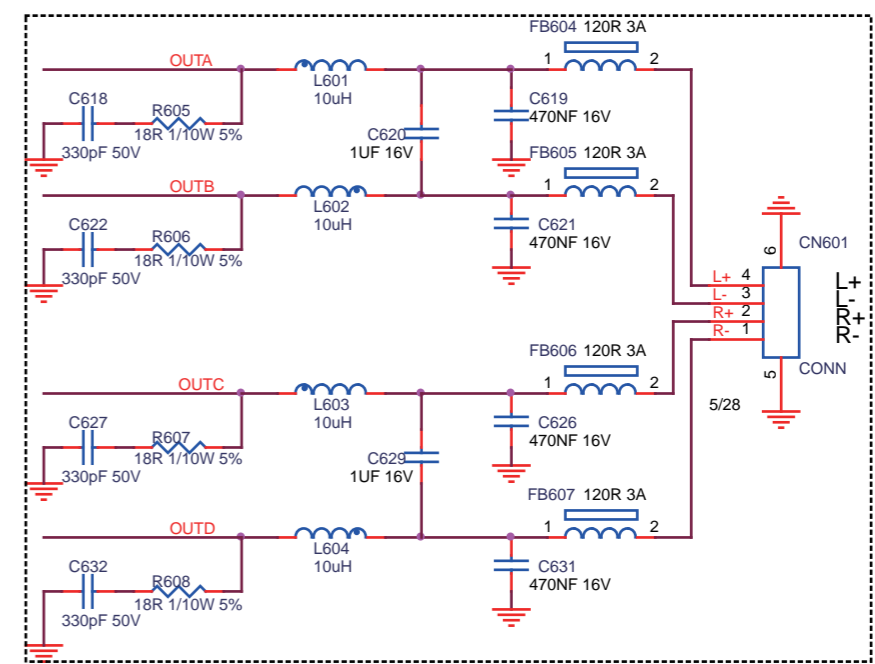 FB604 120R 3A
OUTA
1
2
L601
10uH
C618
R605
18R 1/10W 5%
330pF 50V
C620
1UF 16V
C619
470NF 16V
FB605 120R 3A
OUTB
1
2
L602
10uH
C622
R606
18R 1/10W 5%
330pF 50V
C621
470NF 16V
6
CN601
L+ 4
L- 3
R+ 2
R- 1
L+
L-
R+
R-
5
CONN
5/28
FB606 120R 3A
OUTC
1
2
L603
10uH
C627
R607
18R 1/10W 5%
330pF 50V
C629
1UF 16V
C626
470NF 16V
FB607 120R 3A
OUTD
1
2
L604
10uH
C632
R608
18R 1/10W 5%
330pF 50V
C631
470NF 16V